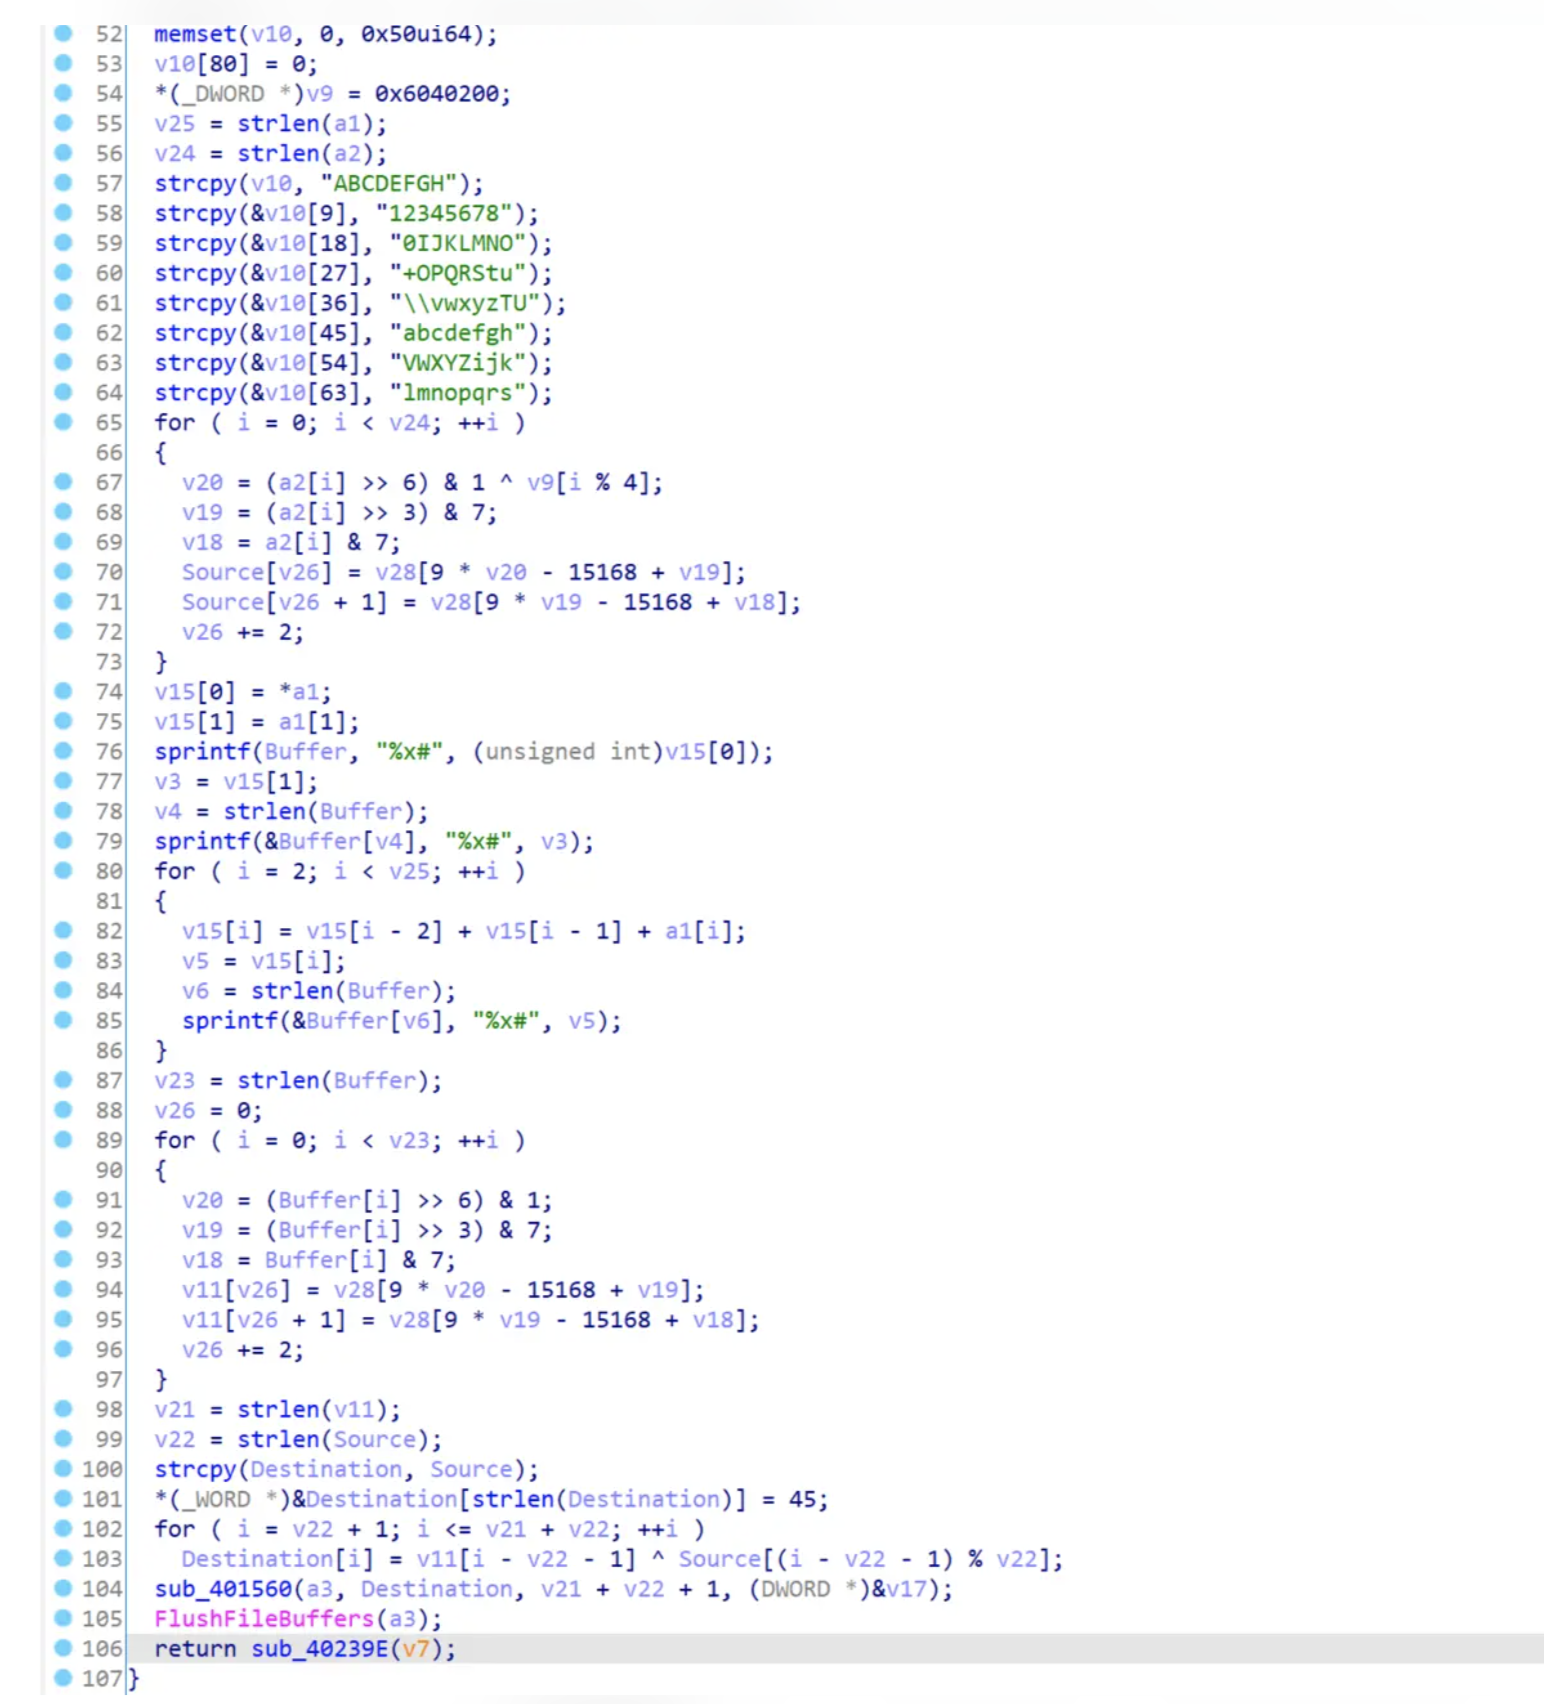 52 memset(v10, 0, 0x50ui64);
53 v10[80] = 0;
54 *(_DWORD *)v9 = 0x6040200;
55 v25 = strlen(a1);
56 v24 = strlen(a2);
57 strcpy(v10, "ABCDEFGH");
58 strcpy(&v10[9], "12345678");
59 strcpy(&v10[18], "0IJKLMNO");
60 strcpy(&v10[27], "+OPQRStu");
61 strcpy(&v10[36], "\\vwxyzTU");
62 strcpy(&v10[45], "abcdefgh");
63 strcpy(&v10[54], "VWXYZijk");
64 strcpy(&v10[63], "lmnopqrs");
65 for ( i = 0; i < v24; ++i )
66 {
67 v20 = (a2[i] >> 6) & 1 ^ v9[i % 4];
68 v19 = (a2[i] >> 3) & 7;
69 v18 = a2[i] & 7;
70 Source[v26] = v28[9 * v20 - 15168 + v19];
71 Source[v26 + 1] = v28[9 * v19 - 15168 + v18];
72 v26 += 2;
73 }
74 v15[0] = *a1;
75 v15[1] = a1[1];
76 sprintf(Buffer, "%x#", (unsigned int)v15[0]);
77 v3 = v15[1];
78 v4 = strlen(Buffer);
79 sprintf(&Buffer[v4], "%x#", v3);
80 for ( i = 2; i < v25; ++i )
81 {
82 v15[i] = v15[i - 2] + v15[i - 1] + a1[i];
83 v5 = v15[i];
84 v6 = strlen(Buffer);
85 sprintf(&Buffer[v6], "%x#", v5);
86 }
87 v23 = strlen(Buffer);
88 v26 = 0;
89 for ( i = 0; i < v23; ++i )
90 {
91 v20 = (Buffer[i] >> 6) & 1;
92 v19 = (Buffer[i] >> 3) & 7;
93 v18 = Buffer[i] & 7;
94 v11[v26] = v28[9 * v20 - 15168 + v19];
95 v11[v26 + 1] = v28[9 * v19 - 15168 + v18];
96 v26 += 2;
97 }
98 v21 = strlen(v11);
99 v22 = strlen(Source);
100 strcpy(Destination, Source);
101 *(_WORD *)&Destination[strlen(Destination)] = 45;
102 for ( i = v22 + 1; i <= v21 + v22; ++i )
103 Destination[i] = v11[i - v22 - 1] ^ Source[(i - v22 - 1) % v22];
104 sub_401560(a3, Destination, v21 + v22 + 1, (DWORD *)&v17);
105 FlushFileBuffers(a3);
106 return sub_40239E(v7);
107 }